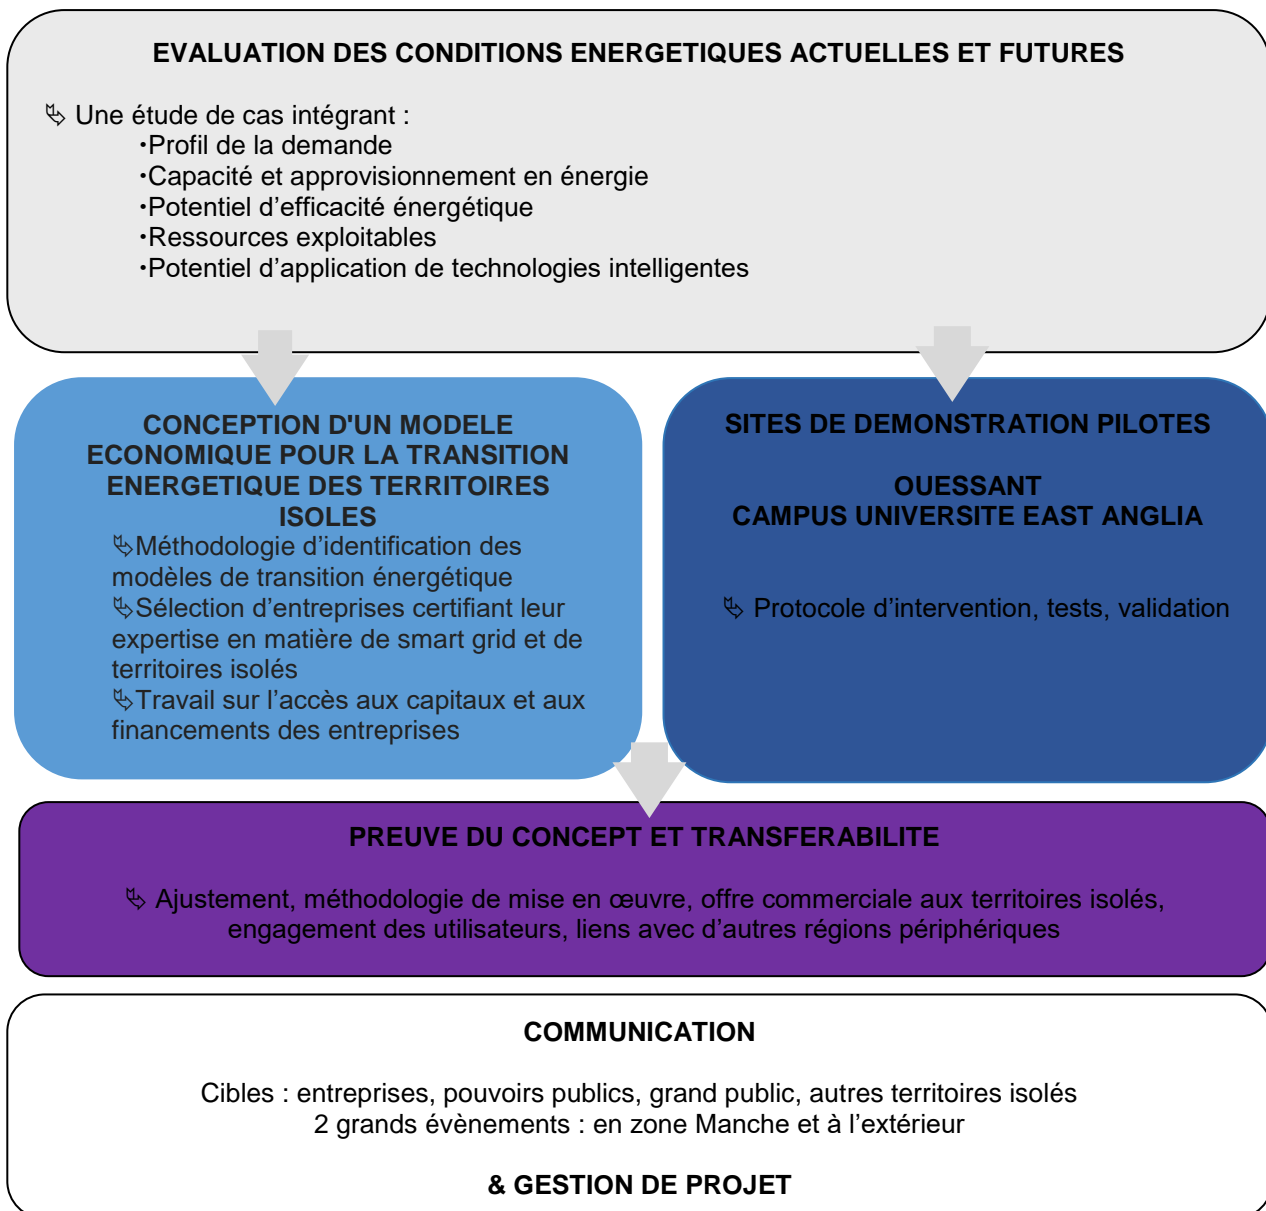 EVALUATION DES CONDITIONS ENERGETIQUES ACTUELLES ET FUTURES
↳ Une étude de cas intégrant :
·Profil de la demande
·Capacité et approvisionnement en énergie
·Potentiel d’efficacité énergétique
·Ressources exploitables
·Potentiel d’application de technologies intelligentes
CONCEPTION D'UN MODELE
ECONOMIQUE POUR LA TRANSITION
ENERGETIQUE DES TERRITOIRES
ISOLES
↳Méthodologie d’identification des
modèles de transition énergétique
↳Sélection d’entreprises certifiant leur
expertise en matière de smart grid et de
territoires isolés
↳Travail sur l’accès aux capitaux et aux
financements des entreprises
SITES DE DEMONSTRATION PILOTES
OUESSANT
CAMPUS UNIVERSITE EAST ANGLIA
↳ Protocole d’intervention, tests, validation
PREUVE DU CONCEPT ET TRANSFERABILITE
↳ Ajustement, méthodologie de mise en œuvre, offre commerciale aux territoires isolés,
engagement des utilisateurs, liens avec d’autres régions périphériques
COMMUNICATION
Cibles : entreprises, pouvoirs publics, grand public, autres territoires isolés
2 grands évènements : en zone Manche et à l’extérieur
& GESTION DE PROJET